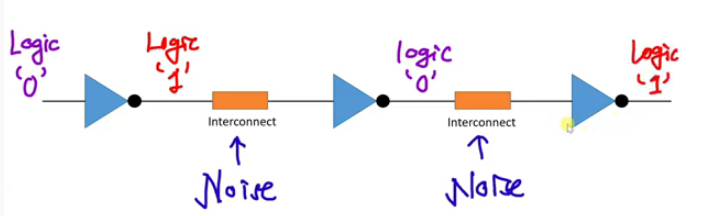 Logic
'0'
Logic
'1'
logic
'0'
Logic
'1'
Interconnect
Interconnect
Noise
Noise